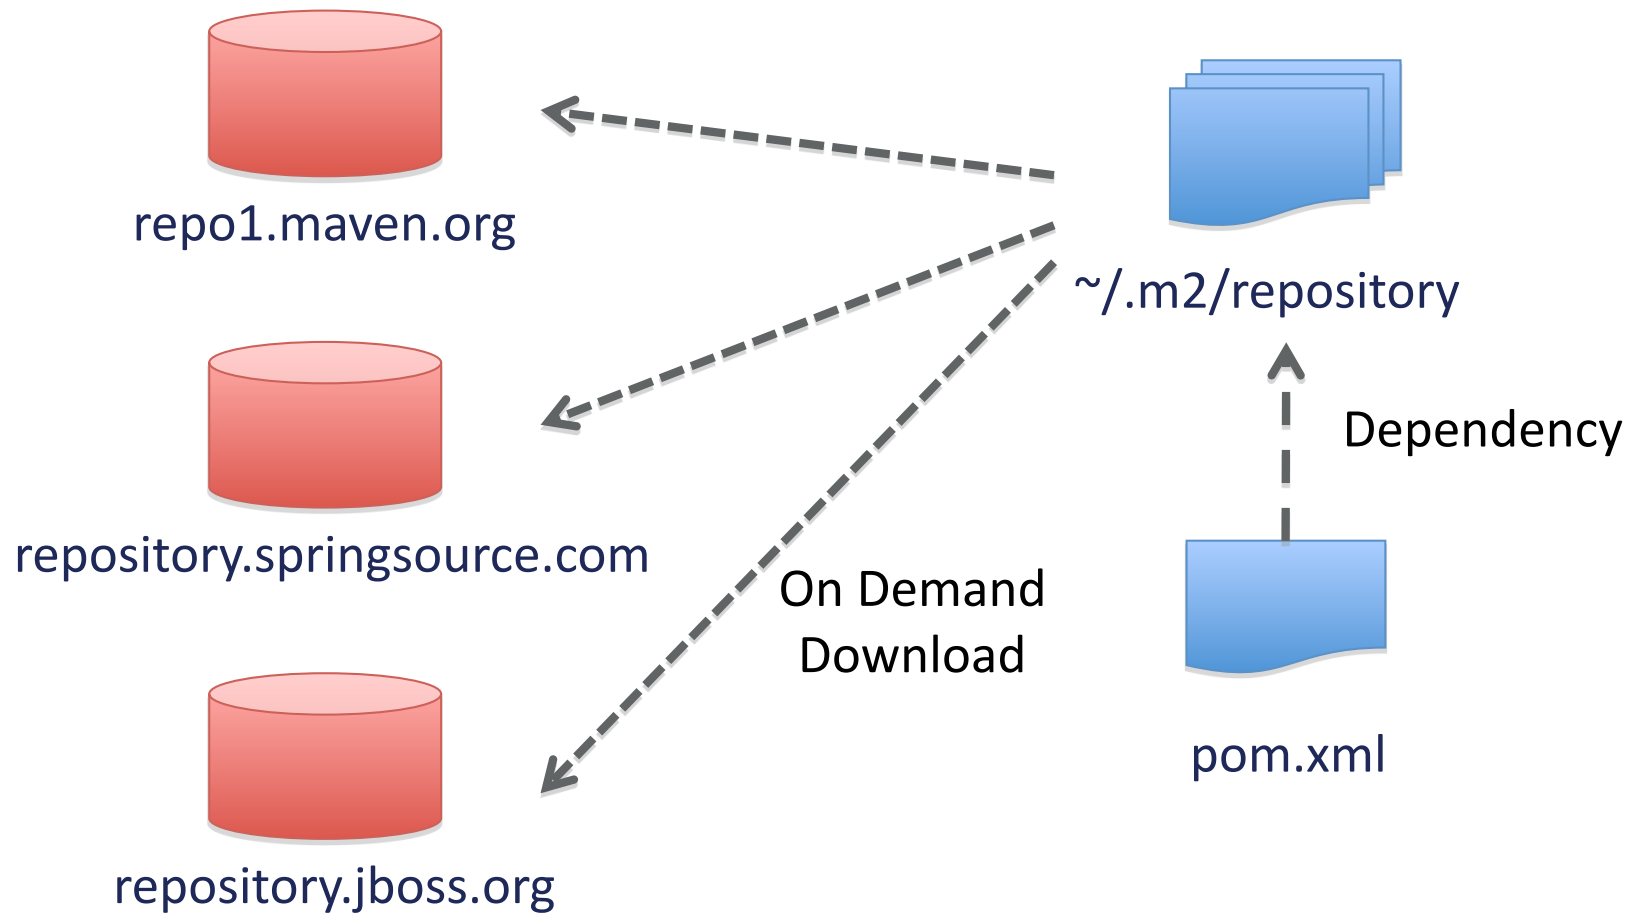 repo1.maven.org
~/.m2/repository
Dependency
repository.springsource.com
On Demand
Download
pom.xml
repository.jboss.org